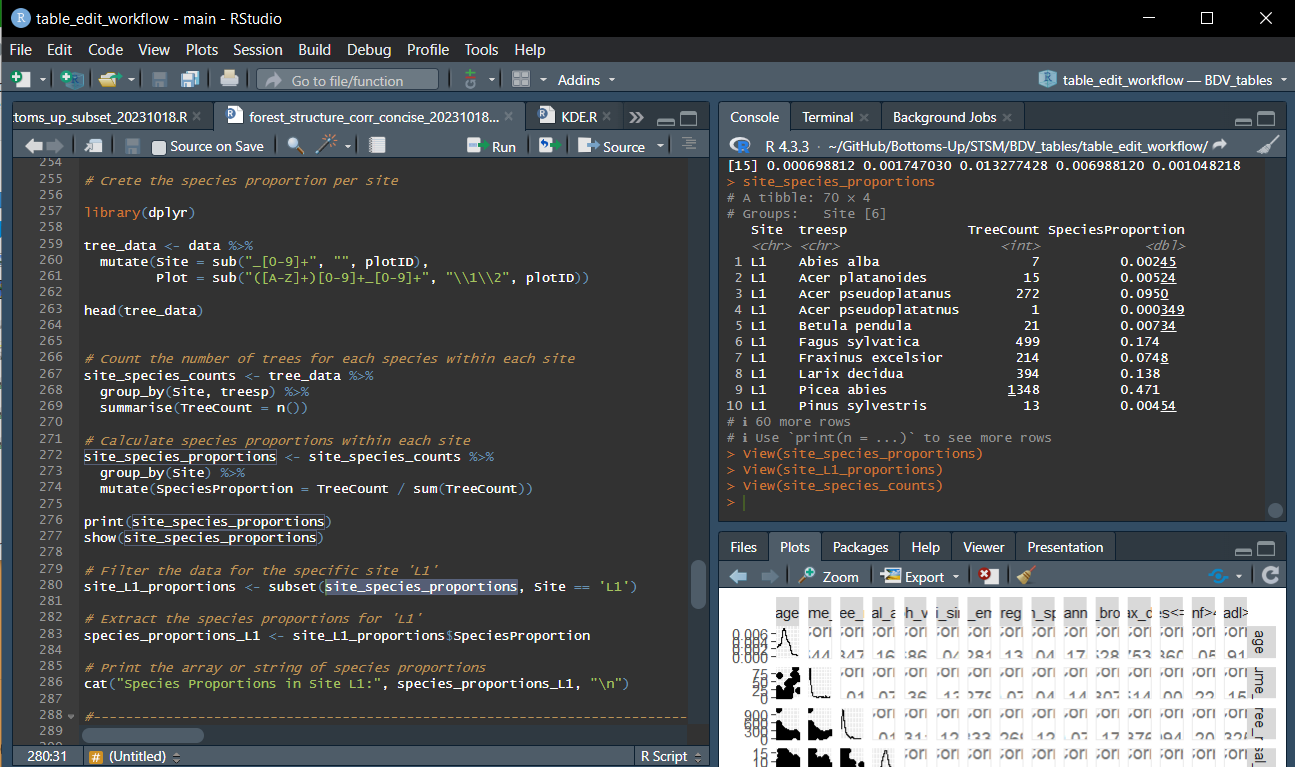 table_edit_workflow - main - RStudio
File Edit Code View Plots Session Build Debug Profile Tools Help
Go to file/function
Addins
table_edit_workflow — BDV_tables
toms_up_subset_20231018.R
forest_structure_corr_concise_20231018...
KDE.R
Source on Save
Run
Source
254
255 # Crete the species proportion per site
256
257 library(dplyr)
258
259 tree_data <- data %>%
260 mutate(Site = sub("_[0-9]+", "", plotID),
261 Plot = sub("([A-Z]+)[0-9]+_[0-9]+", "\\1\\2", plotID))
262
263 head(tree_data)
264
265
266 # Count the number of trees for each species within each site
267 site_species_counts <- tree_data %>%
268 group_by(Site, treesp) %>%
269 summarise(TreeCount = n())
270
271 # Calculate species proportions within each site
272 site_species_proportions <- site_species_counts %>%
273 group_by(Site) %>%
274 mutate(SpeciesProportion = TreeCount / sum(TreeCount))
275
276 print(site_species_proportions)
277 show(site_species_proportions)
278
279 # Filter the data for the specific site 'L1'
280 site_L1_proportions <- subset(site_species_proportions, Site == 'L1')
281
282 # Extract the species proportions for 'L1'
283 species_proportions_L1 <- site_L1_proportions$SpeciesProportion
284
285 # Print the array or string of species proportions
286 cat("Species Proportions in Site L1:", species_proportions_L1, "\n")
287
288 #---------------------------------------------------------------------------
289
280:31
# (Untitled)
R Script
Console Terminal Background Jobs
R 4.3.3 · ~/GitHub/Bottoms-Up/STSM/BDV_tables/table_edit_workflow/
[15] 0.000698812 0.001747030 0.013277428 0.006988120 0.001048218
> site_species_proportions
# A tibble: 70 × 4
# Groups: Site [6]
Site treesp TreeCount SpeciesProportion
<chr> <chr> <int> <dbl>
1 L1 Abies alba 7 0.00245
2 L1 Acer platanoides 15 0.00524
3 L1 Acer pseudoplatanus 272 0.0950
4 L1 Acer pseudoplatatnus 1 0.000349
5 L1 Betula pendula 21 0.00734
6 L1 Fagus sylvatica 499 0.174
7 L1 Fraxinus excelsior 214 0.0748
8 L1 Larix decidua 394 0.138
9 L1 Picea abies 1348 0.471
10 L1 Pinus sylvestris 13 0.00454
# ℹ 60 more rows
# ℹ Use `print(n = ...)` to see more rows
> View(site_species_proportions)
> View(site_L1_proportions)
> View(site_species_counts)
>
Files Plots Packages Help Viewer Presentation
Zoom
Export
age
0.006
0.004
0.002
0.000
age
75
50
25
0
900
600
300
0
15
10